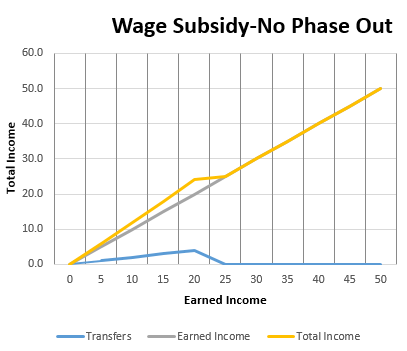 Wage Subsidy-No Phase Out
60.0
50.0
40.0
30.0
20.0
10.0
0.0
Total Income
0 5 10 15 20 25 30 35 40 45 50
Earned Income
Transfers Earned Income Total Income